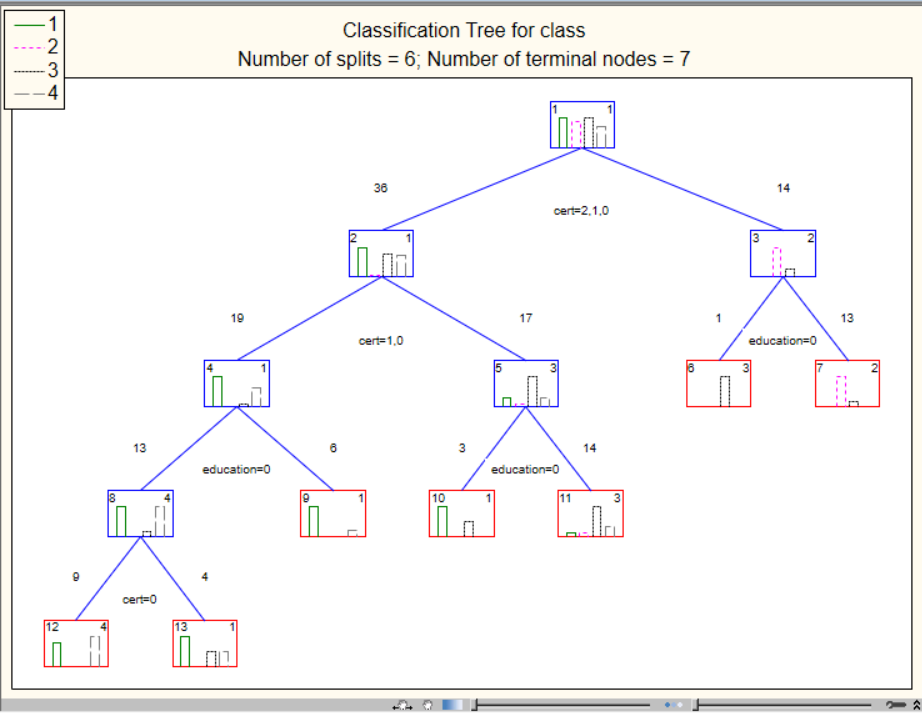 1
2
3
4
Classification Tree for class
Number of splits = 6; Number of terminal nodes = 7
1 1
36 14
cert=2,1,0
2 1 3 2
19 17 1 13
cert=1,0 education=0
4 1 5 3 6 3 7 2
13 6 3 14
education=0 education=0
8 4 9 1 10 1 11 3
9 4
cert=0
12 4 13 1